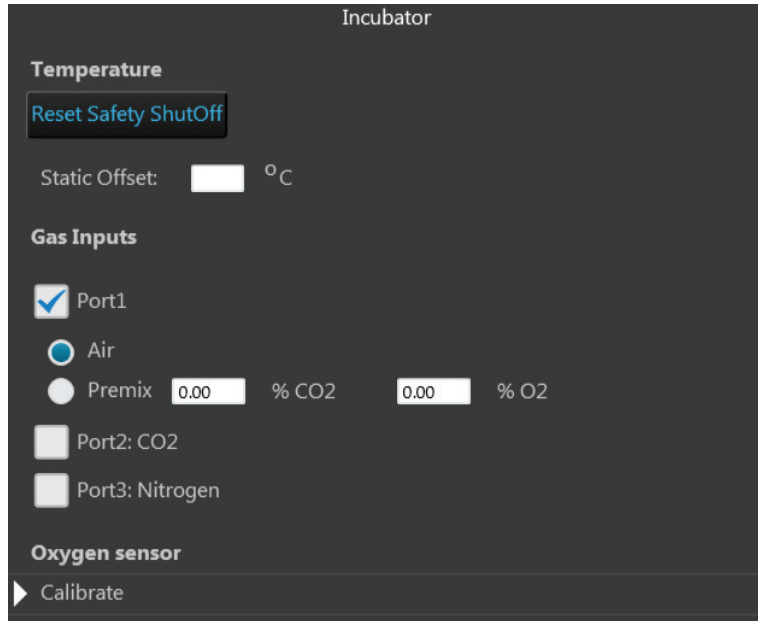 Incubator
Temperature
Reset Safety ShutOff
Static Offset: °C
Gas Inputs
Port1
Air
Premix 0.00 % CO2 0.00 % O2
Port2: CO2
Port3: Nitrogen
Oxygen sensor
Calibrate